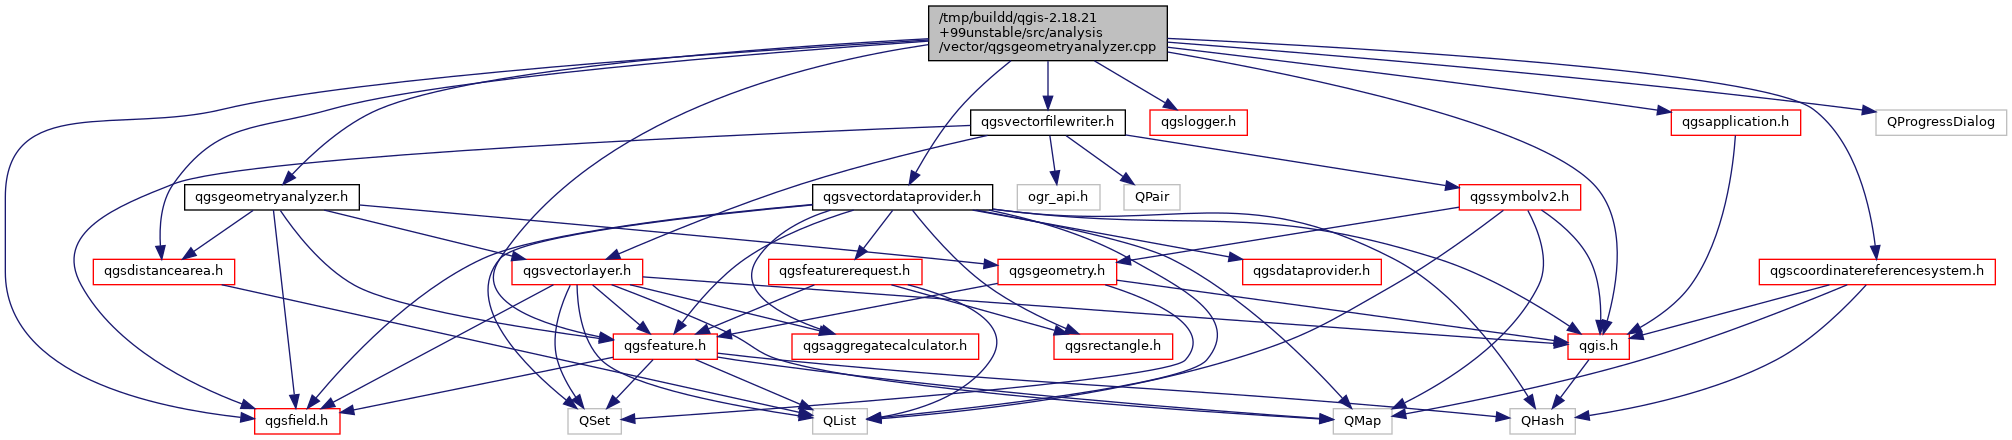 /tmp/buildd/qgis-2.18.21
+99unstable/src/analysis
/vector/qgsgeometryanalyzer.cpp
qgsvectorfilewriter.h
qgslogger.h
qgsapplication.h
QProgressDialog
qgsgeometryanalyzer.h
qgsvectordataprovider.h
ogr_api.h
QPair
qgssymbolv2.h
qgsdistancearea.h
qgsvectorlayer.h
qgsfeaturerequest.h
qgsgeometry.h
qgsdataprovider.h
qgscoordinatereferencesystem.h
qgsfeature.h
qgsaggregatecalculator.h
qgsrectangle.h
qgis.h
qgsfield.h
QSet
QList
QMap
QHash